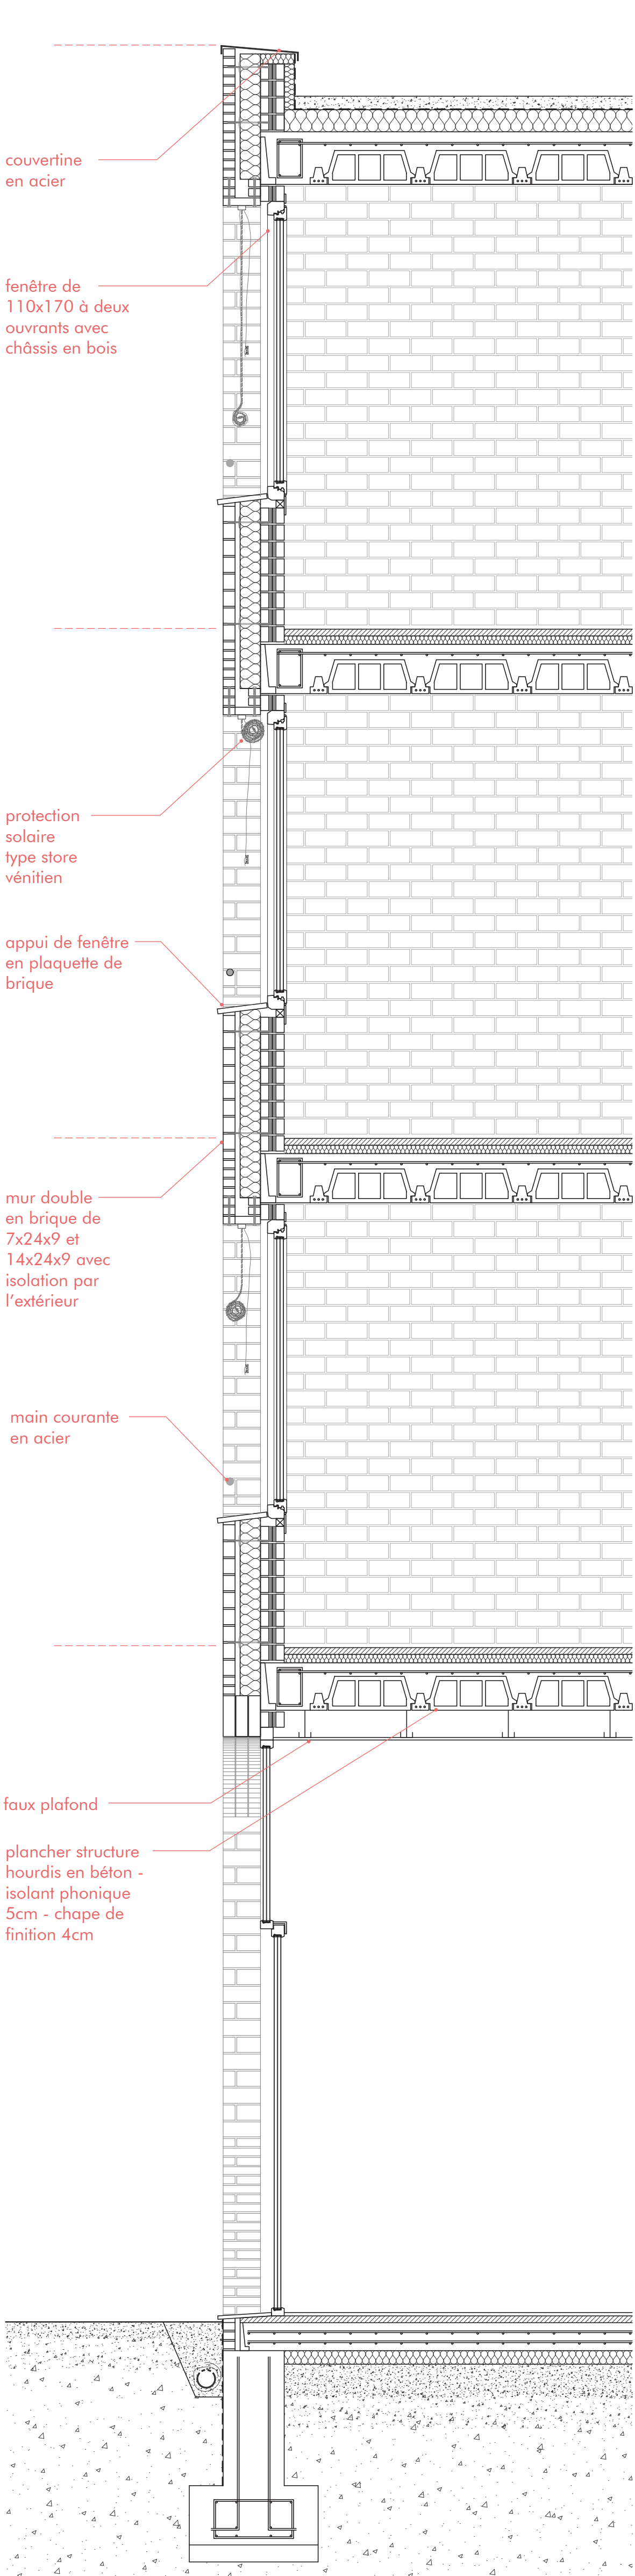 couvertine
en acier
fenêtre de
110x170 à deux
ouvrants avec
châssis en bois
protection
solaire
type store
vénitien
appui de fenêtre
en plaquette de
brique
mur double
en brique de
7x24x9 et
14x24x9 avec
isolation par
l’extérieur
main courante
en acier
faux plafond
plancher structure
hourdis en béton -
isolant phonique
5cm - chape de
finition 4cm